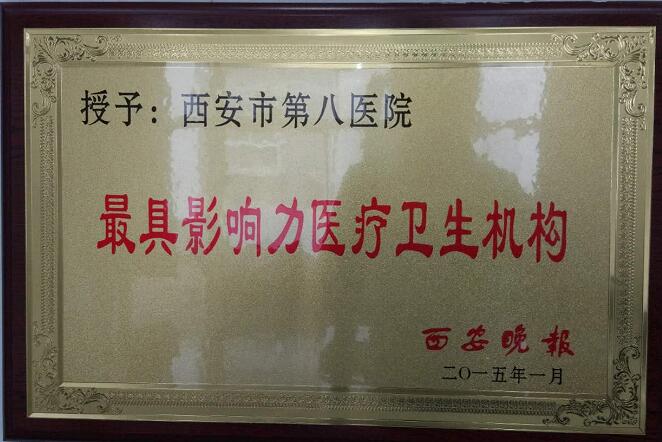 授予：西安市第八医院
最具影响力医疗卫生机构
西安晚报
二〇一五年一月